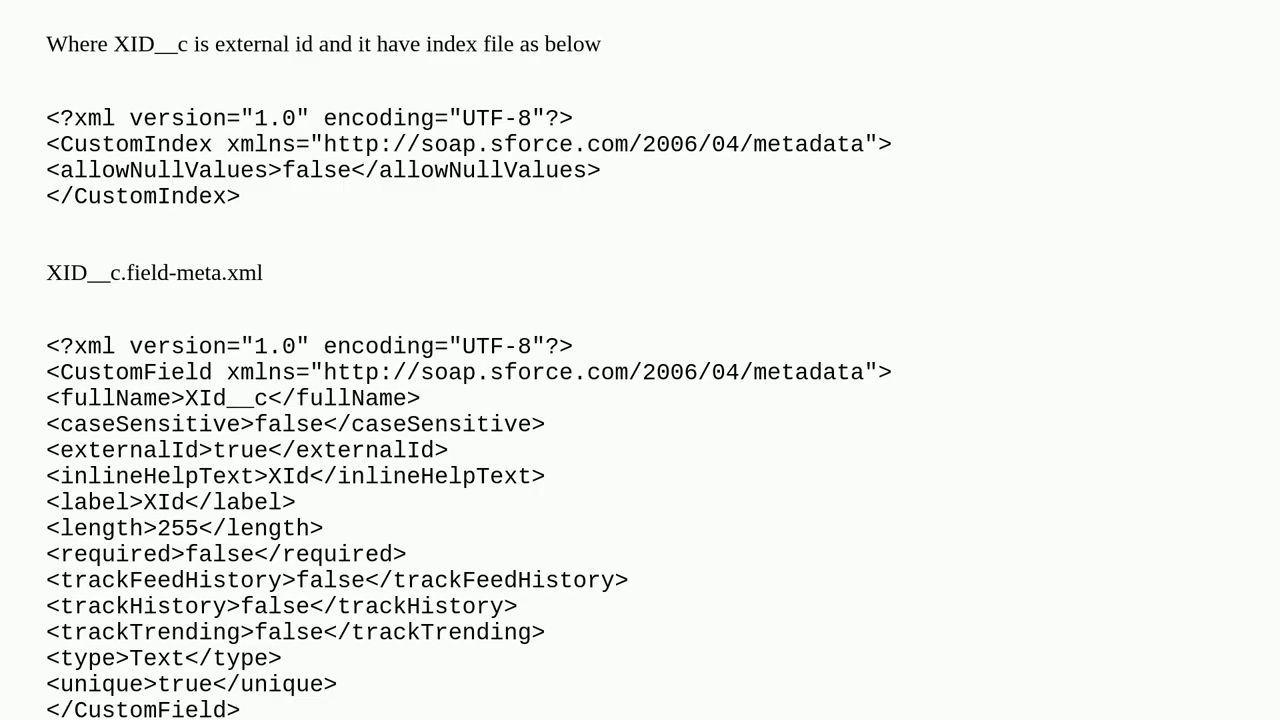 Where XID__c is external id and it have index file as below
<?xml version="1.0" encoding="UTF-8"?>
<CustomIndex xmlns="http://soap.sforce.com/2006/04/metadata">
<allowNullValues>false</allowNullValues>
</CustomIndex>
XID__c.field-meta.xml
<?xml version="1.0" encoding="UTF-8"?>
<CustomField xmlns="http://soap.sforce.com/2006/04/metadata">
<fullName>XId__c</fullName>
<caseSensitive>false</caseSensitive>
<externalId>true</externalId>
<inlineHelpText>XId</inlineHelpText>
<label>XId</label>
<length>255</length>
<required>false</required>
<trackFeedHistory>false</trackFeedHistory>
<trackHistory>false</trackHistory>
<trackTrending>false</trackTrending>
<type>Text</type>
<unique>true</unique>
</CustomField>